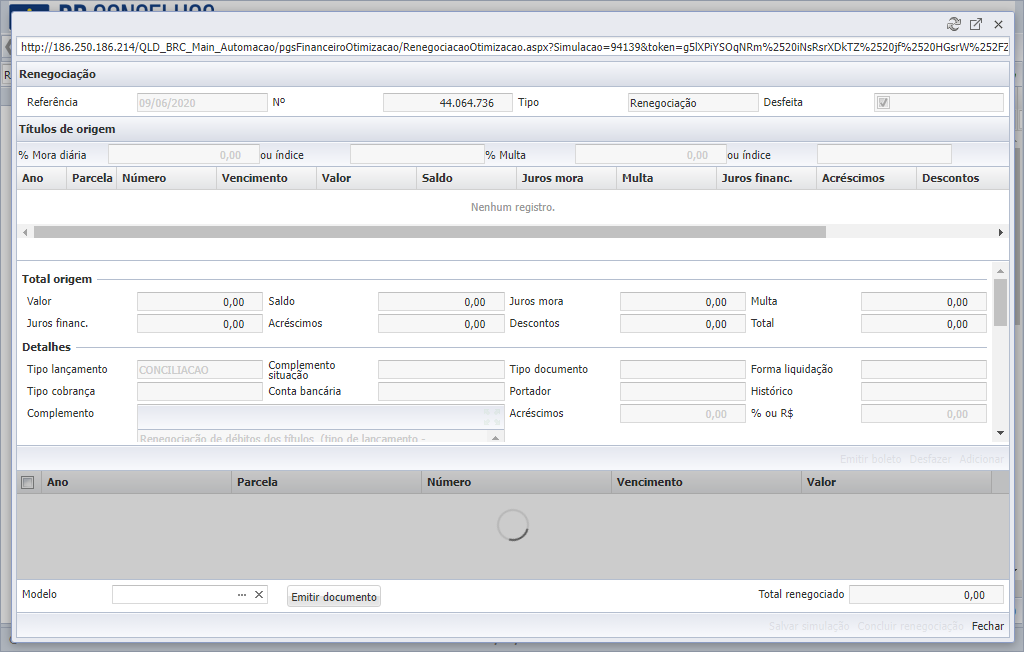 http://186.250.186.214/QLD_BRC_Main_Automacao/pgsFinanceiroOtimizacao/RenegociacaoOtimizacao.aspx?Simulacao=94139&token=g5lXPiYSOqNRm%2520iNsRsrXDkTZ%2520jf%2520HGsrW%252FZ
Renegociação
Referência 09/06/2020 Nº 44.064.736 Tipo Renegociação Desfeita
Títulos de origem
% Mora diária 0,00 ou índice % Multa 0,00 ou índice
Ano Parcela Número Vencimento Valor Saldo Juros mora Multa Juros financ. Acréscimos Descontos
Nenhum registro.
Total origem
Valor 0,00 Saldo 0,00 Juros mora 0,00 Multa 0,00
Juros financ. 0,00 Acréscimos 0,00 Descontos 0,00 Total 0,00
Detalhes
Tipo lançamento CONCILIACAO Complemento situação Tipo documento Forma liquidação
Tipo cobrança Conta bancária Portador Histórico
Complemento Acréscimos 0,00 % ou R$ 0,00
Renegociação de débitos dos títulos (tipo de lançamento -
Emitir boleto Desfazer Adicionar
Ano Parcela Número Vencimento Valor
Modelo ... Emitir documento Total renegociado 0,00
Salvar simulação Concluir renegociação Fechar